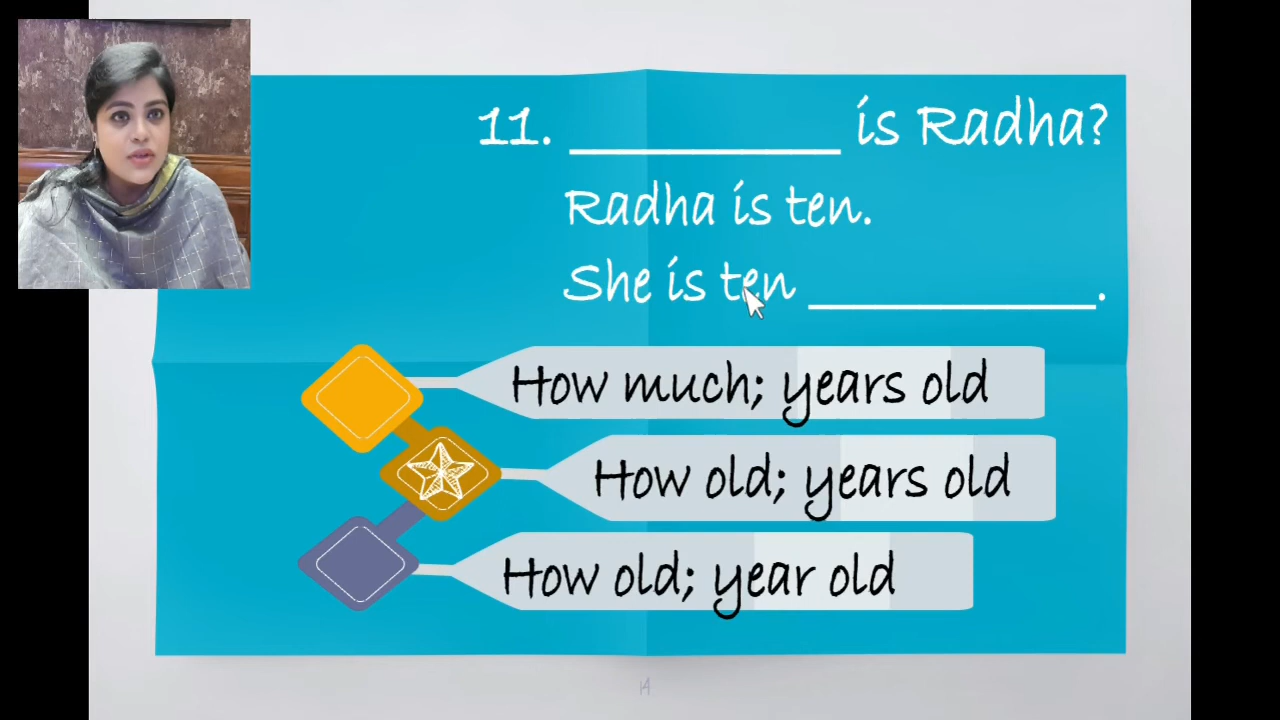 11. __________ is Radha?
Radha is ten.
She is ten __________.
How much; years old
How old; years old
How old; year old
14